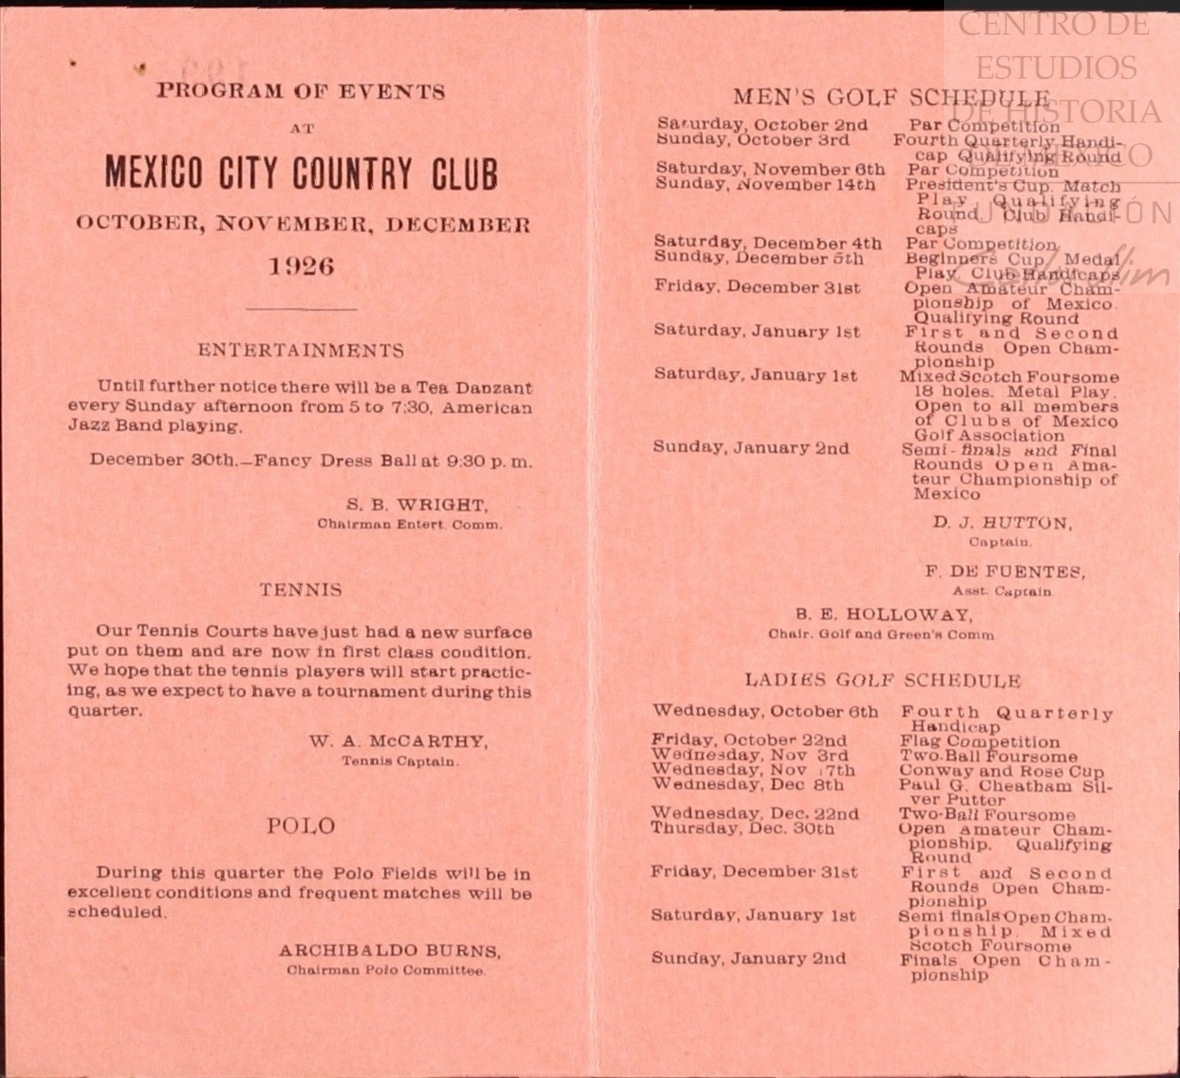 PROGRAM OF EVENTS
AT
MEXICO CITY COUNTRY CLUB
OCTOBER, NOVEMBER, DECEMBER
1926
ENTERTAINMENTS
Until further notice there will be a Tea Danzant
every Sunday afternoon from 5 to 7:30, American
Jazz Band playing.
December 30th.—Fancy Dress Ball at 9:30 p. m.
S. B. WRIGHT,
Chairman Entert. Comm.
TENNIS
Our Tennis Courts have just had a new surface
put on them and are now in first class condition.
We hope that the tennis players will start practic-
ing, as we expect to have a tournament during this
quarter.
W. A. McCARTHY,
Tennis Captain.
POLO
During this quarter the Polo Fields will be in
excellent conditions and frequent matches will be
scheduled.
ARCHIBALDO BURNS,
Chairman Polo Committee.
MEN'S GOLF SCHEDULE
Saturday, October 2nd Par Competition
Sunday, October 3rd Fourth Quarterly Handi-
cap Qualifying Round
Saturday, November 6th Par Competition
Sunday, November 14th President's Cup. Match
Play Qualifying
Round Club Handi
caps
Saturday, December 4th Par Competition
Sunday, December 5th Beginners Cup, Medal
Play, Club Handicaps
Friday, December 31st Open Amateur Cham-
pionship of Mexico.
Qualifying Round
Saturday, January 1st First and Second
Rounds Open Cham-
pionship
Saturday, January 1st Mixed Scotch Foursome
18 holes. Metal Play.
Open to all members
of Clubs of Mexico
Golf Association
Sunday, January 2nd Semi-finals and Final
Rounds Open Ama-
teur Championship of
Mexico
D. J. HUTTON,
Captain.
F. DE FUENTES,
Asst. Captain
B. E. HOLLOWAY,
Chair. Golf and Green's Comm
LADIES GOLF SCHEDULE
Wednesday, October 6th Fourth Quarterly
Handicap
Friday, October 22nd Flag Competition
Wednesday, Nov 3rd Two.Ball Foursome
Wednesday, Nov 17th Conway and Rose Cup
Wednesday, Dec 8th Paul G. Cheatham Sil-
ver Putter
Wednesday, Dec. 22nd Two-Ball Foursome
Thursday, Dec. 30th Open Amateur Cham-
pionship. Qualifying
Round
Friday, December 31st First and Second
Rounds Open Cham-
pionship
Saturday, January 1st Semi finals Open Cham-
pionship. Mixed
Scotch Foursome
Sunday, January 2nd Finals Open Cham-
pionship
CENTRO DE
ESTUDIOS
DE HISTORIA
DE MÉXICO
FUNDACIÓN
Carlos Slim